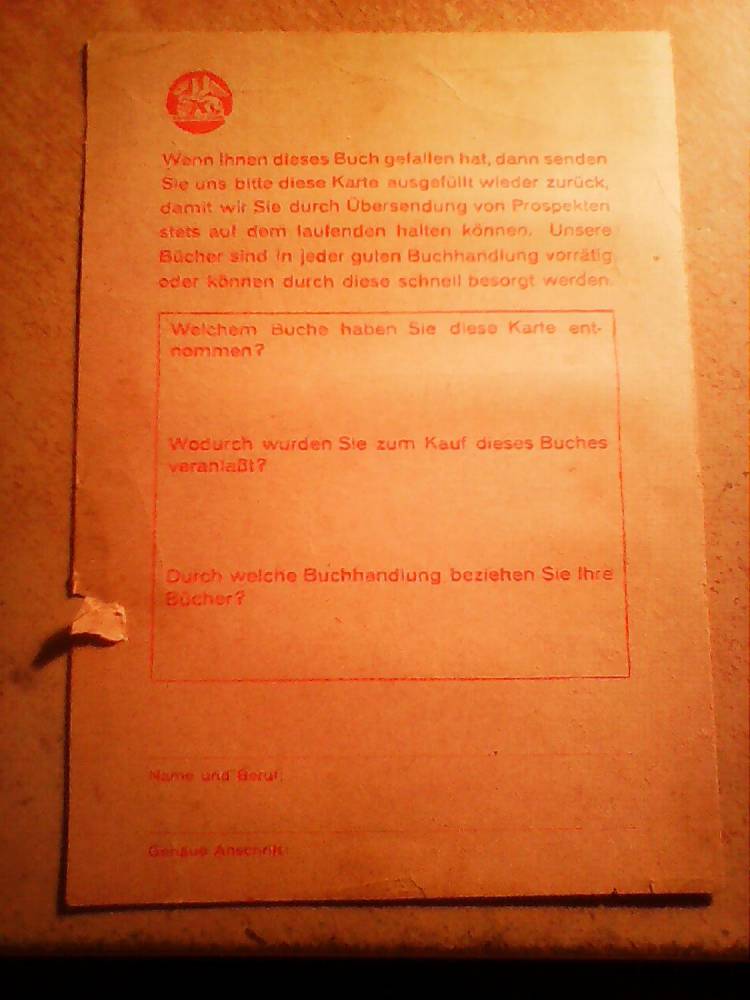 Wenn Ihnen dieses Buch gefallen hat, dann senden
Sie uns bitte diese Karte ausgefüllt wieder zurück,
damit wir Sie durch Übersendung von Prospekten
stets auf dem laufenden halten können. Unsere
Bücher sind in jeder guten Buchhandlung vorrätig
oder können durch diese schnell besorgt werden.
Welchem Buche haben Sie diese Karte ent-
nommen?
Wodurch wurden Sie zum Kauf dieses Buches
veranlaßt?
Durch welche Buchhandlung beziehen Sie Ihre
Bücher?
Name und Beruf:
Genaue Anschrift: